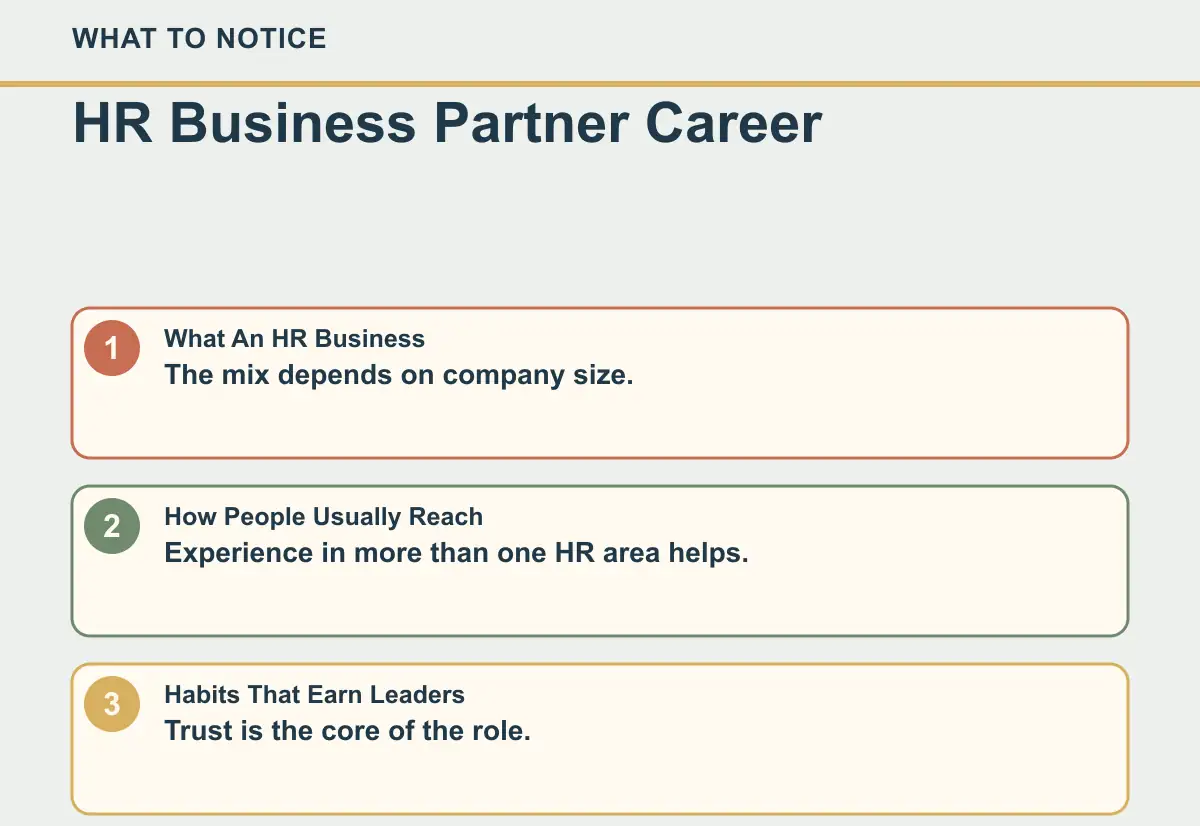 WHAT TO NOTICE
HR Business Partner Career
1
What An HR Business
The mix depends on company size.
2
How People Usually Reach
Experience in more than one HR area helps.
3
Habits That Earn Leaders
Trust is the core of the role.